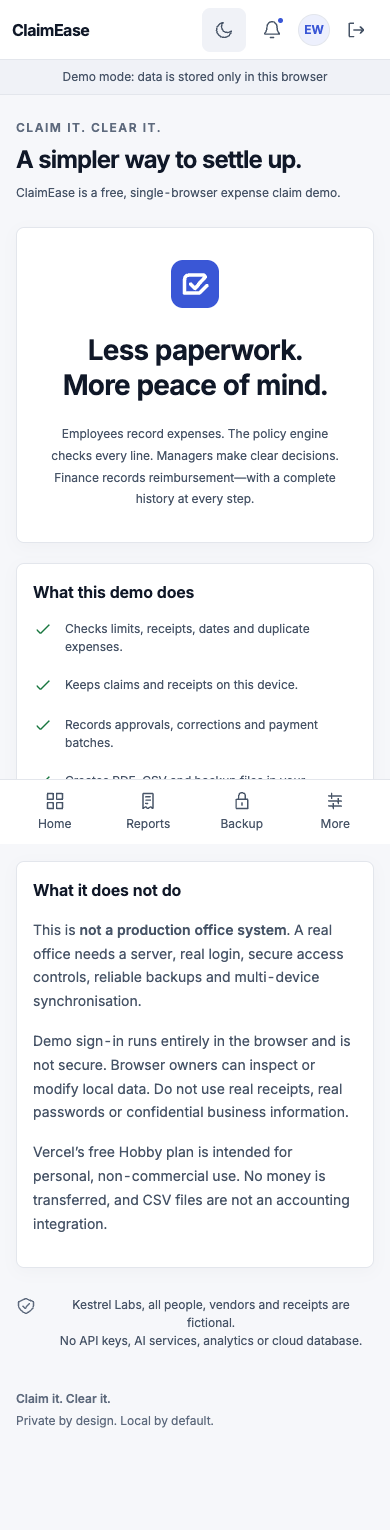 ClaimEase
EW
Demo mode: data is stored only in this browser
CLAIM IT. CLEAR IT.
A simpler way to settle up.
ClaimEase is a free, single-browser expense claim demo.
Less paperwork.
More peace of mind.
Employees record expenses. The policy engine
checks every line. Managers make clear decisions.
Finance records reimbursement—with a complete
history at every step.
What this demo does
Checks limits, receipts, dates and duplicate
expenses.
Keeps claims and receipts on this device.
Records approvals, corrections and payment
batches.
Home
Reports
Backup
More
What it does not do
This is not a production office system. A real
office needs a server, real login, secure access
controls, reliable backups and multi-device
synchronisation.
Demo sign-in runs entirely in the browser and is
not secure. Browser owners can inspect or
modify local data. Do not use real receipts, real
passwords or confidential business information.
Vercel’s free Hobby plan is intended for
personal, non-commercial use. No money is
transferred, and CSV files are not an accounting
integration.
Kestrel Labs, all people, vendors and receipts are
fictional.
No API keys, AI services, analytics or cloud database.
Claim it. Clear it.
Private by design. Local by default.